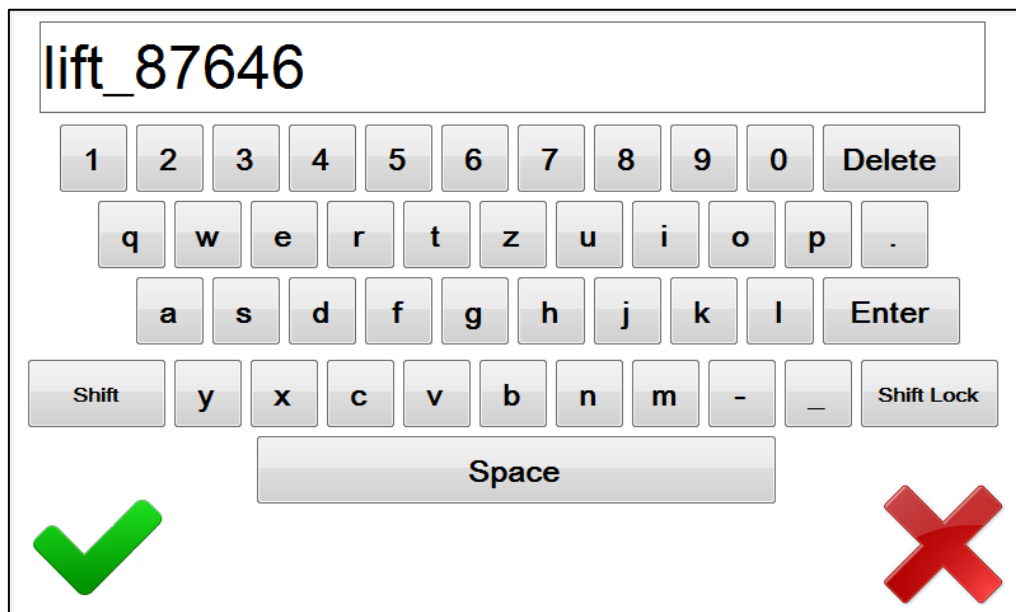 lift_87646
1 2 3 4 5 6 7 8 9 0 Delete
q w e r t z u i o p .
a s d f g h j k l Enter
Shift y x c v b n m - _ Shift Lock
Space